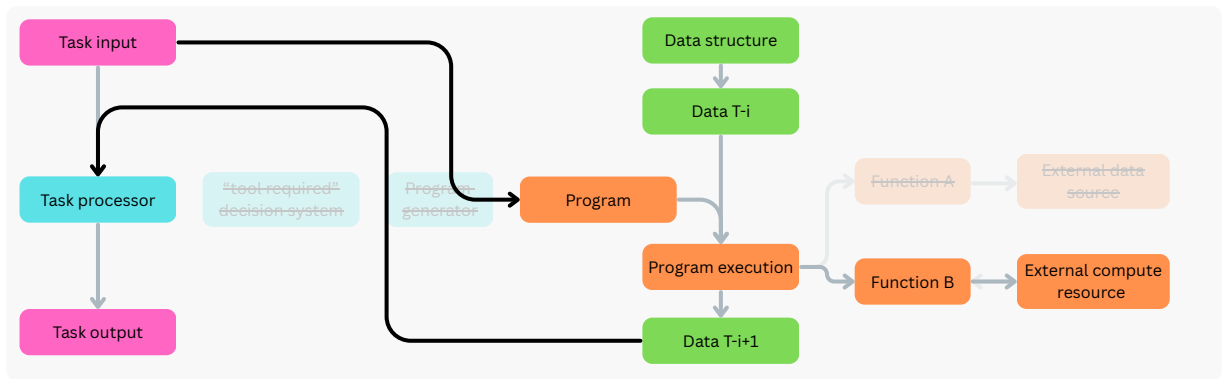 Task input
Data structure
Data T-i
Task processor
"tool required"
decision system
Program
generator
Program
Function A
External data
source
Program execution
Function B
External compute
resource
Task output
Data T-i+1